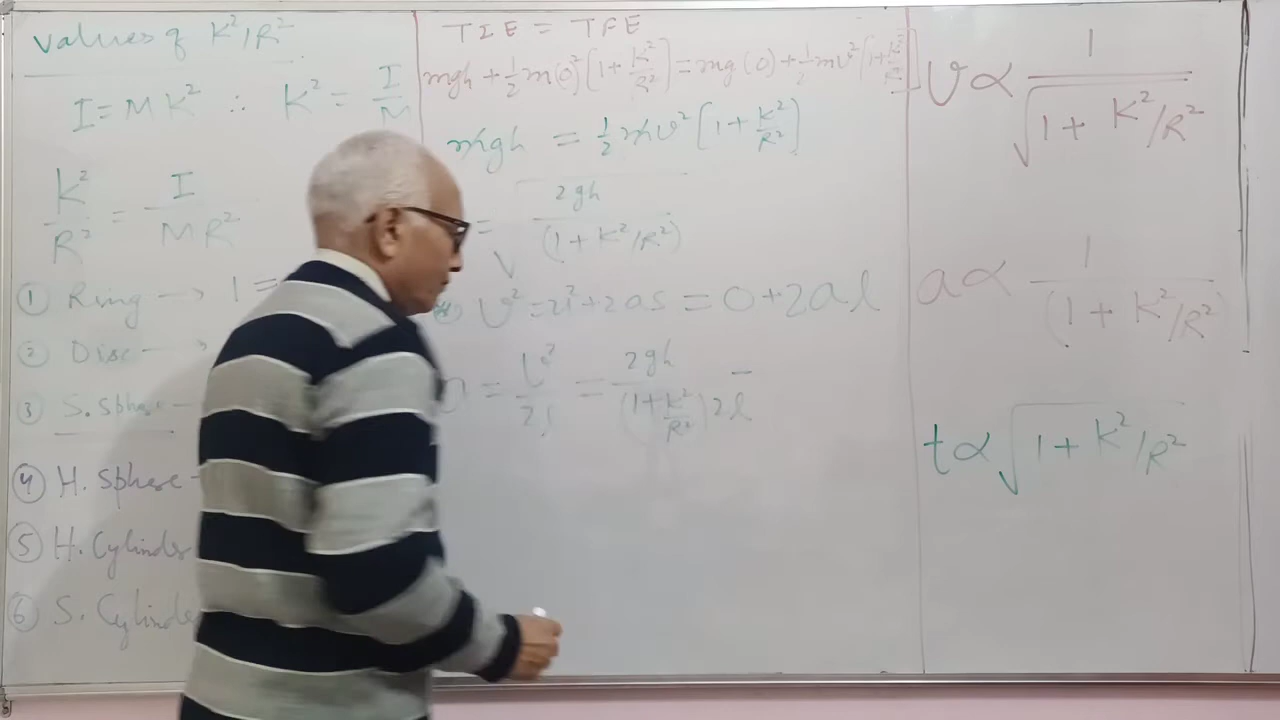 values of K²/R²
I = MK² ∴ K² = I/M
K²/R² = I/MR²
① Ring → I =
② Disc →
③ S. Sphere
④ H. Sphere
⑤ H. Cylinder
⑥ S. Cylinder
TIE = TFE
mgh + ½m(0)²[1 + K²/R²] = mg(0) + ½mv²[1 + K²/R²]
mgh = ½mv²[1 + K²/R²]
= √(2gh/(1 + K²/R²))
v² = u² + 2as = 0 + 2al
a = v²/2l = 2gh/(1 + K²/R²)2l
v ∝ 1/√(1 + K²/R²)
a ∝ 1/(1 + K²/R²)
t ∝ √(1 + K²/R²)